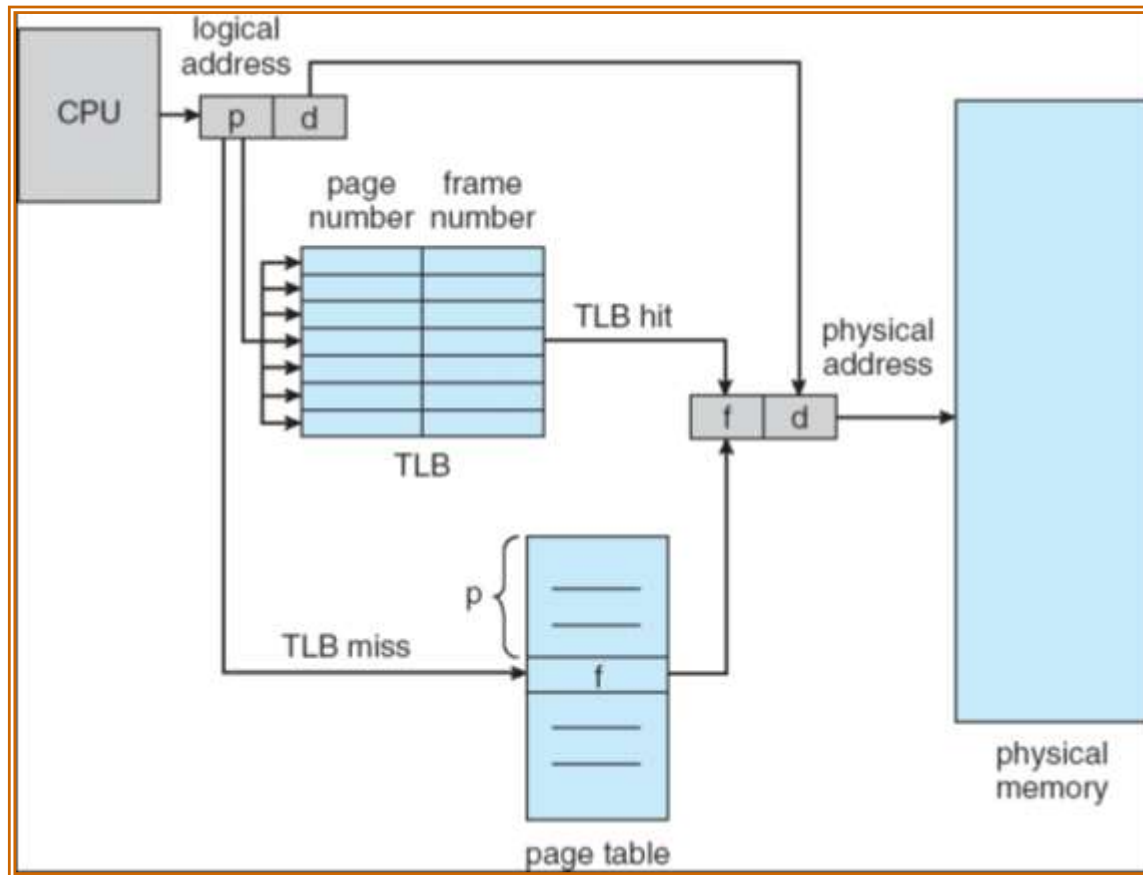 logical
address
CPU
p
d
page
number
frame
number
TLB hit
physical
address
f
d
TLB
p
TLB miss
f
physical
memory
page table